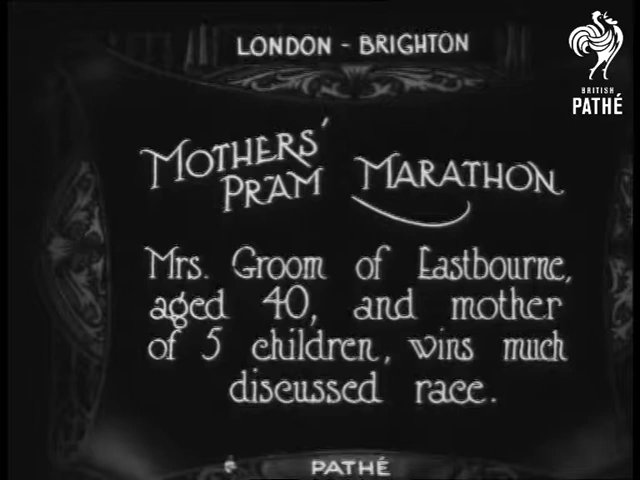 LONDON - BRIGHTON
BRITISH
PATHÉ
MOTHERS'
PRAM MARATHON
Mrs. Groom of Eastbourne,
aged 40, and mother
of 5 children, wins much
discussed race.
PATHÉ